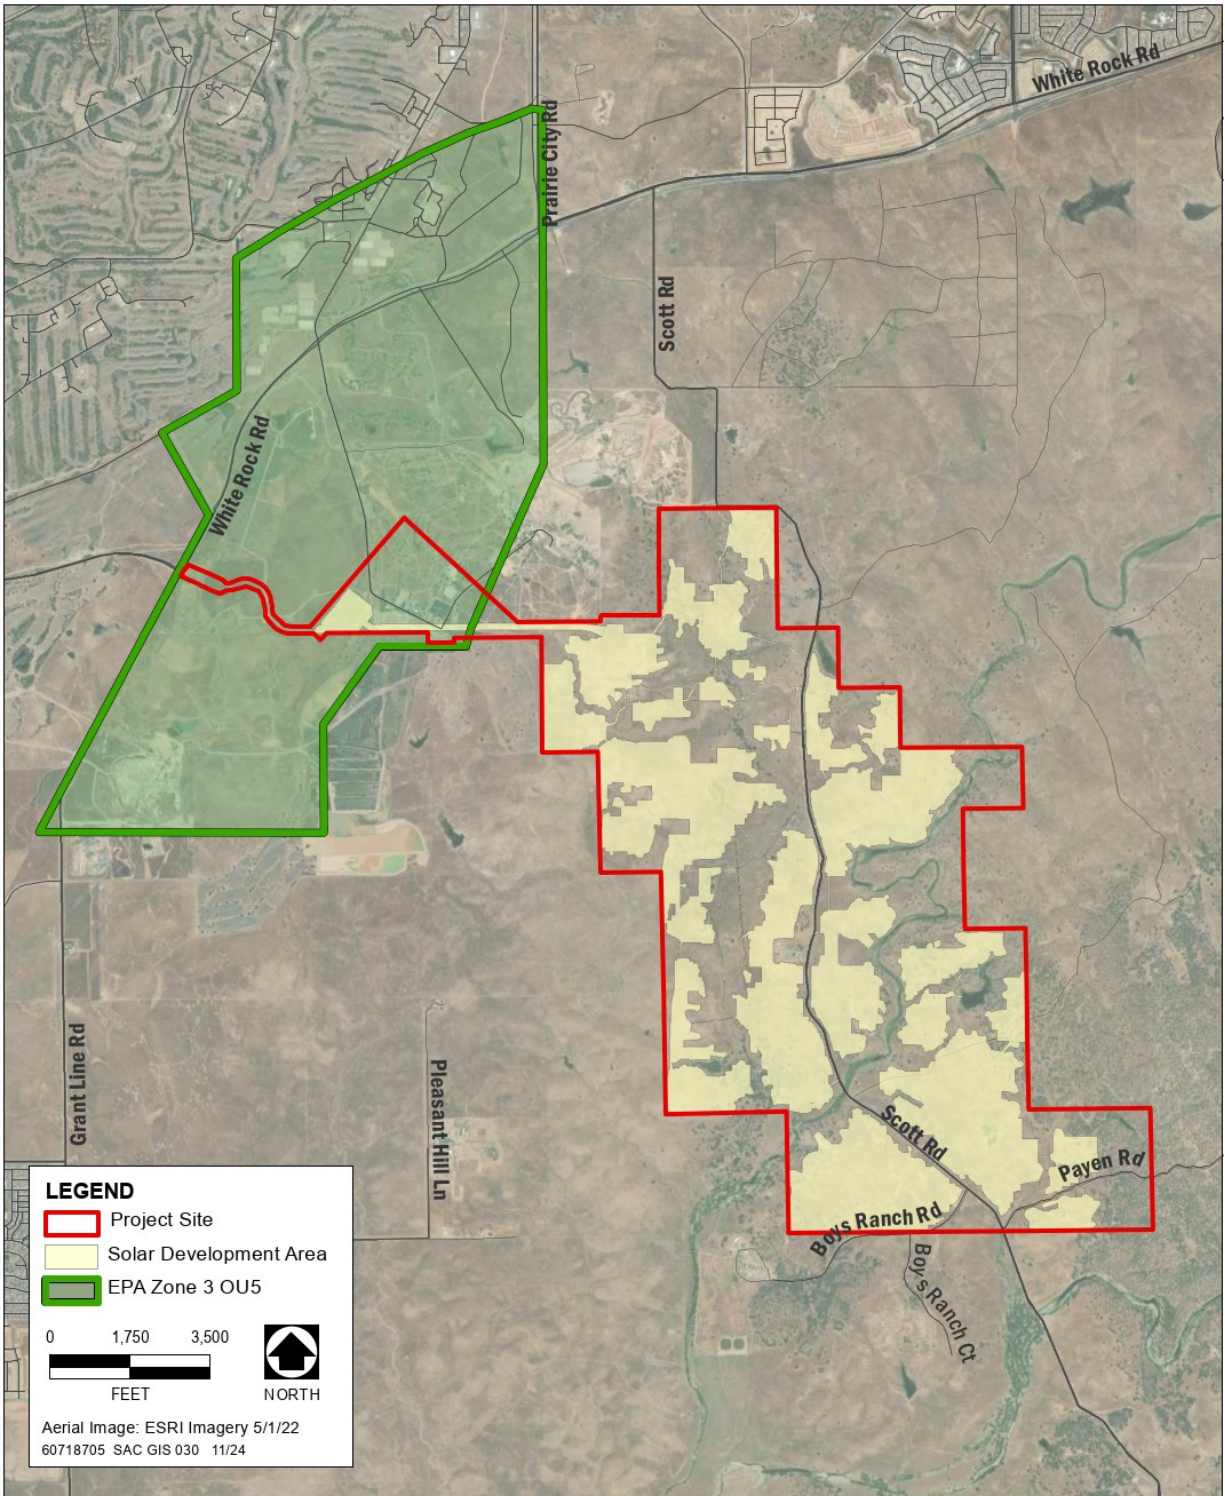 White Rock Rd
Prairie City Rd
Scott Rd
White Rock Rd
Grant Line Rd
Pleasant Hill Ln
Scott Rd
Payen Rd
Boys Ranch Rd
Boys Ranch Ct
LEGEND
Project Site
Solar Development Area
EPA Zone 3 OU5
0 1,750 3,500
FEET
NORTH
Aerial Image: ESRI Imagery 5/1/22
60718705 SAC GIS 030 11/24